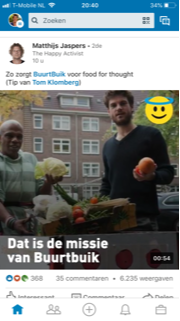 T-Mobile NL
20:40
34%
Zoeken
Matthijs Jaspers • 2de
The Happy Activist
10 u
Zo zorgt BuurtBuik voor food for thought
(Tip van Tom Klomberg)
Dat is de missie
van BuurtBuik
00:54
368
35 commentaren • 6.235 weergaven
Interessant
Commentaar
Delen